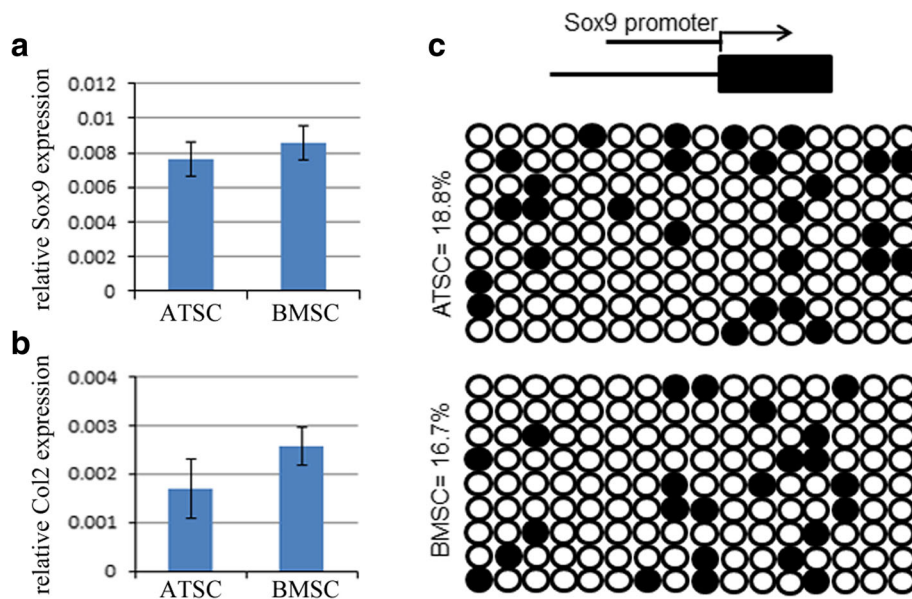 a
relative Sox9 expression
0.012
0.01
0.008
0.006
0.004
0.002
0
ATSC BMSC
b
relative Col2 expression
0.004
0.003
0.002
0.001
0
ATSC BMSC
c
Sox9 promoter
ATSC= 18.8%
BMSC= 16.7%